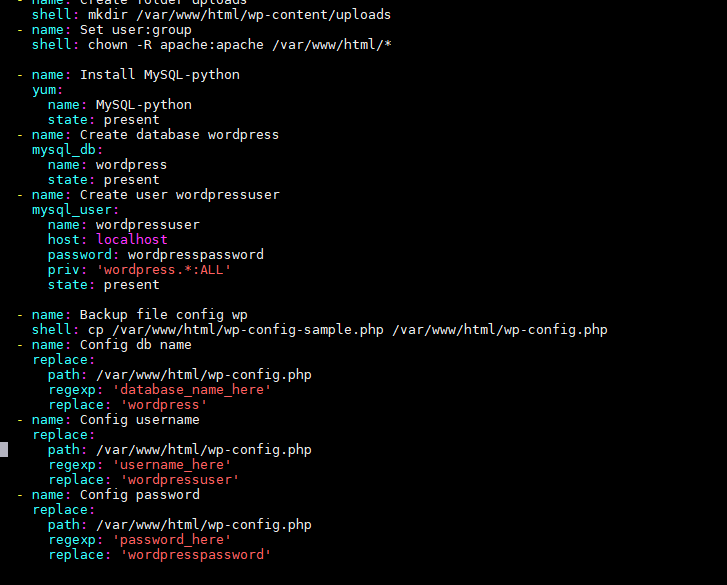 - name: Create folder uploads
  shell: mkdir /var/www/html/wp-content/uploads
- name: Set user:group
  shell: chown -R apache:apache /var/www/html/*

- name: Install MySQL-python
  yum:
    name: MySQL-python
    state: present
- name: Create database wordpress
  mysql_db:
    name: wordpress
    state: present
- name: Create user wordpressuser
  mysql_user:
    name: wordpressuser
    host: localhost
    password: wordpresspassword
    priv: 'wordpress.*:ALL'
    state: present

- name: Backup file config wp
  shell: cp /var/www/html/wp-config-sample.php /var/www/html/wp-config.php
- name: Config db name
  replace:
    path: /var/www/html/wp-config.php
    regexp: 'database_name_here'
    replace: 'wordpress'
- name: Config username
  replace:
    path: /var/www/html/wp-config.php
    regexp: 'username_here'
    replace: 'wordpressuser'
- name: Config password
  replace:
    path: /var/www/html/wp-config.php
    regexp: 'password_here'
    replace: 'wordpresspassword'